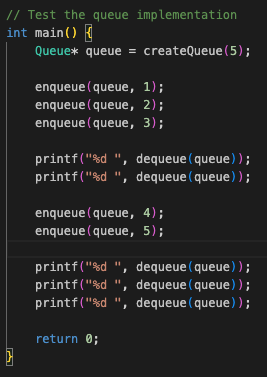 // Test the queue implementation
int main() {
    Queue* queue = createQueue(5);

    enqueue(queue, 1);
    enqueue(queue, 2);
    enqueue(queue, 3);

    printf("%d ", dequeue(queue));
    printf("%d ", dequeue(queue));

    enqueue(queue, 4);
    enqueue(queue, 5);

    printf("%d ", dequeue(queue));
    printf("%d ", dequeue(queue));
    printf("%d ", dequeue(queue));

    return 0;
}